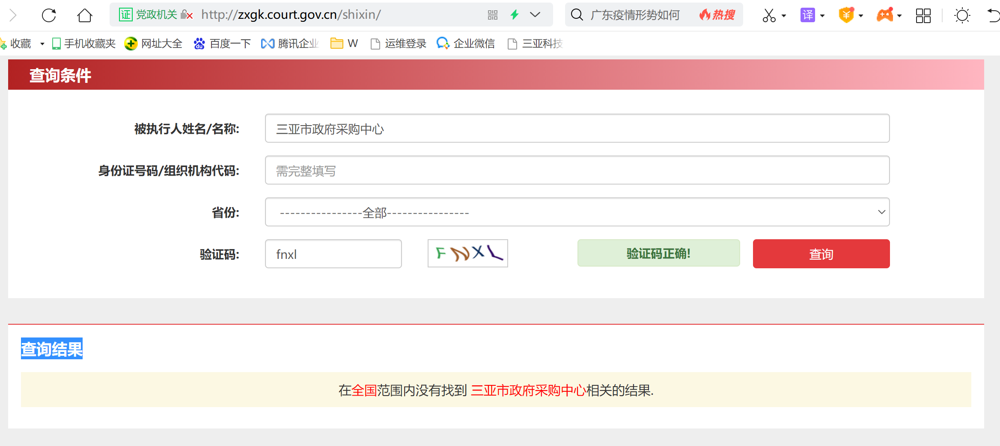 证 党政机关 http://zxgk.court.gov.cn/shixin/ 广东疫情形势如何 热搜 译
收藏 手机收藏夹 网址大全 du 百度一下 腾讯企业 W 运维登录 企业微信 三亚科技
查询条件
被执行人姓名/名称: 三亚市政府采购中心
身份证号码/组织机构代码: 需完整填写
省份: ----------------全部----------------
验证码: fnxl FNXL 验证码正确! 查询
查询结果
在全国范围内没有找到 三亚市政府采购中心相关的结果.